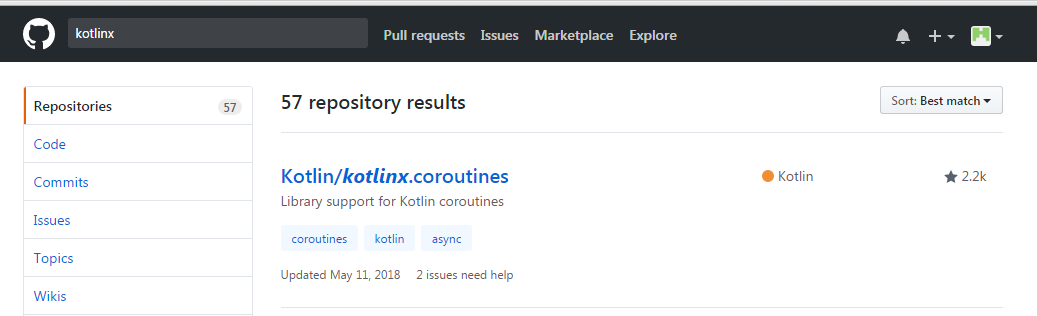 kotlinx
Pull requests Issues Marketplace Explore
Repositories 57
Code
Commits
Issues
Topics
Wikis
57 repository results
Sort: Best match
Kotlin/kotlinx.coroutines
Kotlin
2.2k
Library support for Kotlin coroutines
coroutines kotlin async
Updated May 11, 2018 2 issues need help